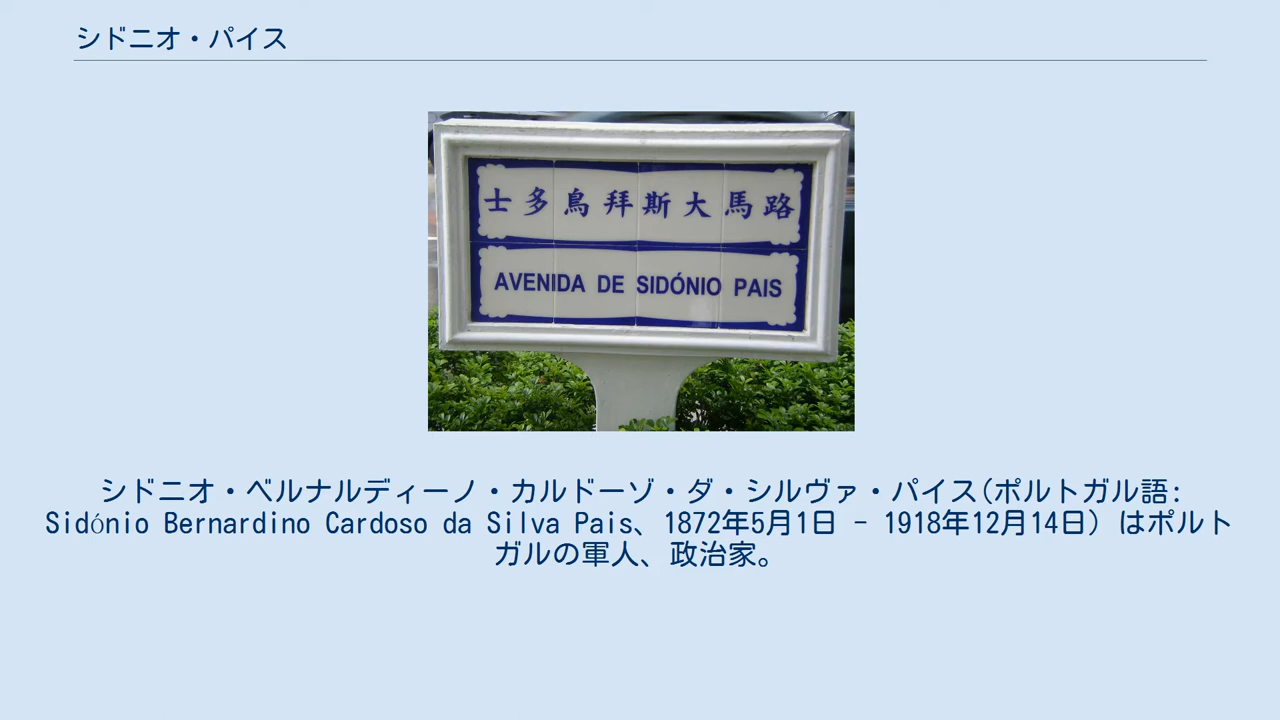 シドニオ・パイス
士多鳥拜斯大馬路
AVENIDA DE SIDÓNIO PAIS
シドニオ・ベルナルディーノ・カルドーゾ・ダ・シルヴァ・パイス(ポルトガル語:
Sidónio Bernardino Cardoso da Silva Pais、1872年5月1日 - 1918年12月14日) はポルト
ガルの軍人、政治家。